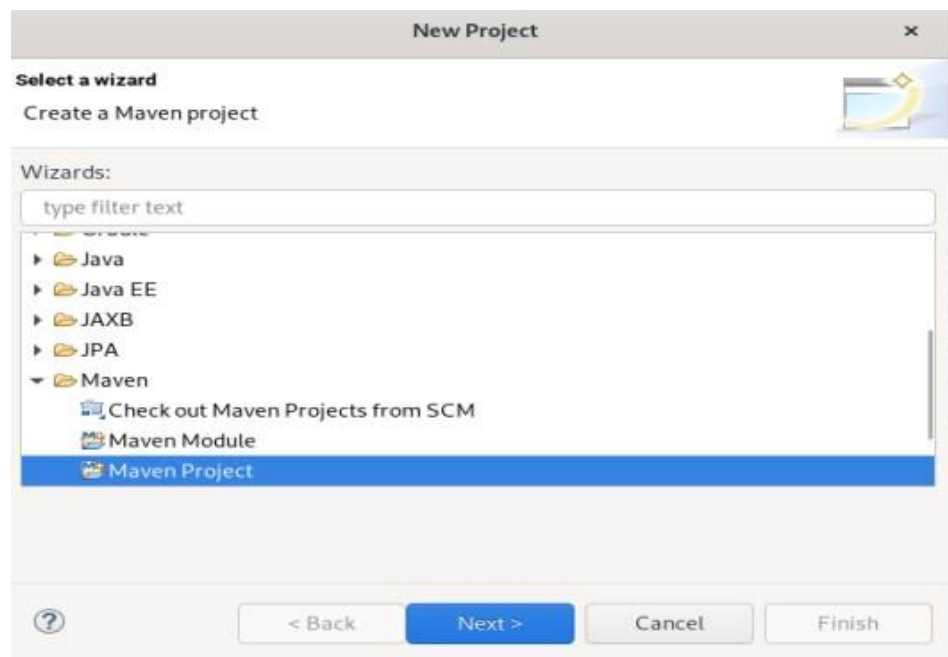 New Project
Select a wizard
Create a Maven project
Wizards:
type filter text
Java
Java EE
JAXB
JPA
Maven
Check out Maven Projects from SCM
Maven Module
Maven Project
< Back
Next >
Cancel
Finish